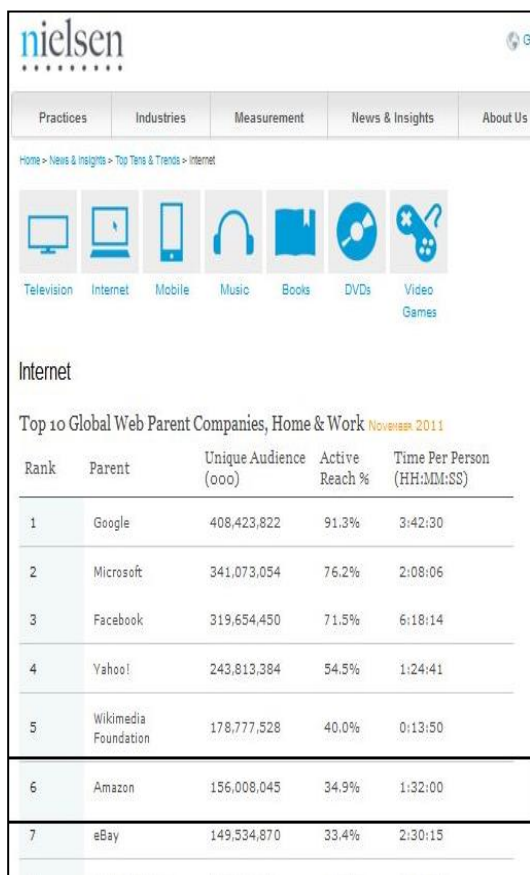 nielsen
G
Practices Industries Measurement News & Insights About Us
Home > News & Insights > Top Tens & Trends > Internet
Television Internet Mobile Music Books DVDs Video
Games
Internet
Top 10 Global Web Parent Companies, Home & Work November 2011
Rank Parent Unique Audience Active Time Per Person
(000) Reach % (HH:MM:SS)
1 Google 408,423,822 91.3% 3:42:30
2 Microsoft 341,073,054 76.2% 2:08:06
3 Facebook 319,654,450 71.5% 6:18:14
4 Yahoo! 243,813,384 54.5% 1:24:41
5 Wikimedia 178,777,528 40.0% 0:13:50
Foundation
6 Amazon 156,008,045 34.9% 1:32:00
7 eBay 149,534,870 33.4% 2:30:15